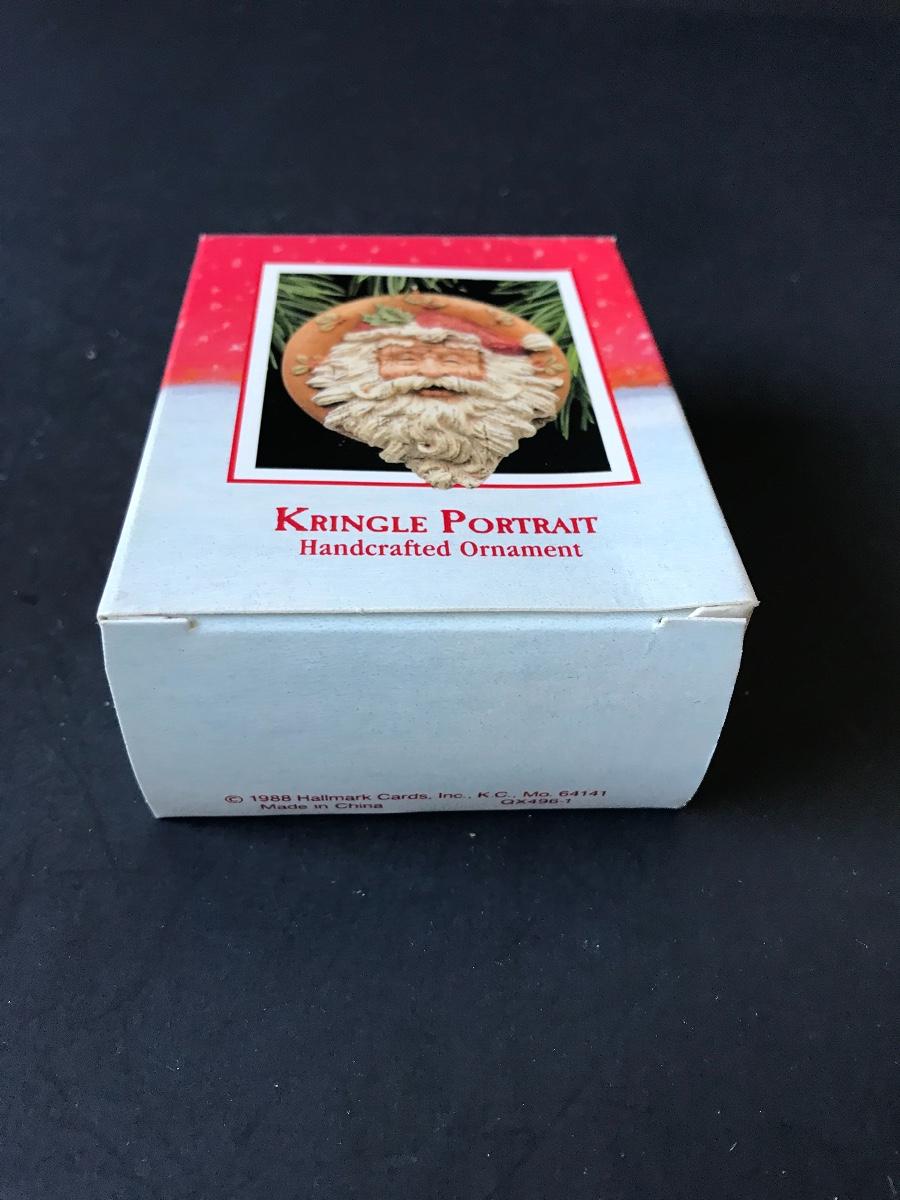 KRINGLE PORTRAIT
Handcrafted Ornament
© 1988 Hallmark Cards, Inc., K.C., Mo. 64141
Made in China QX496-1